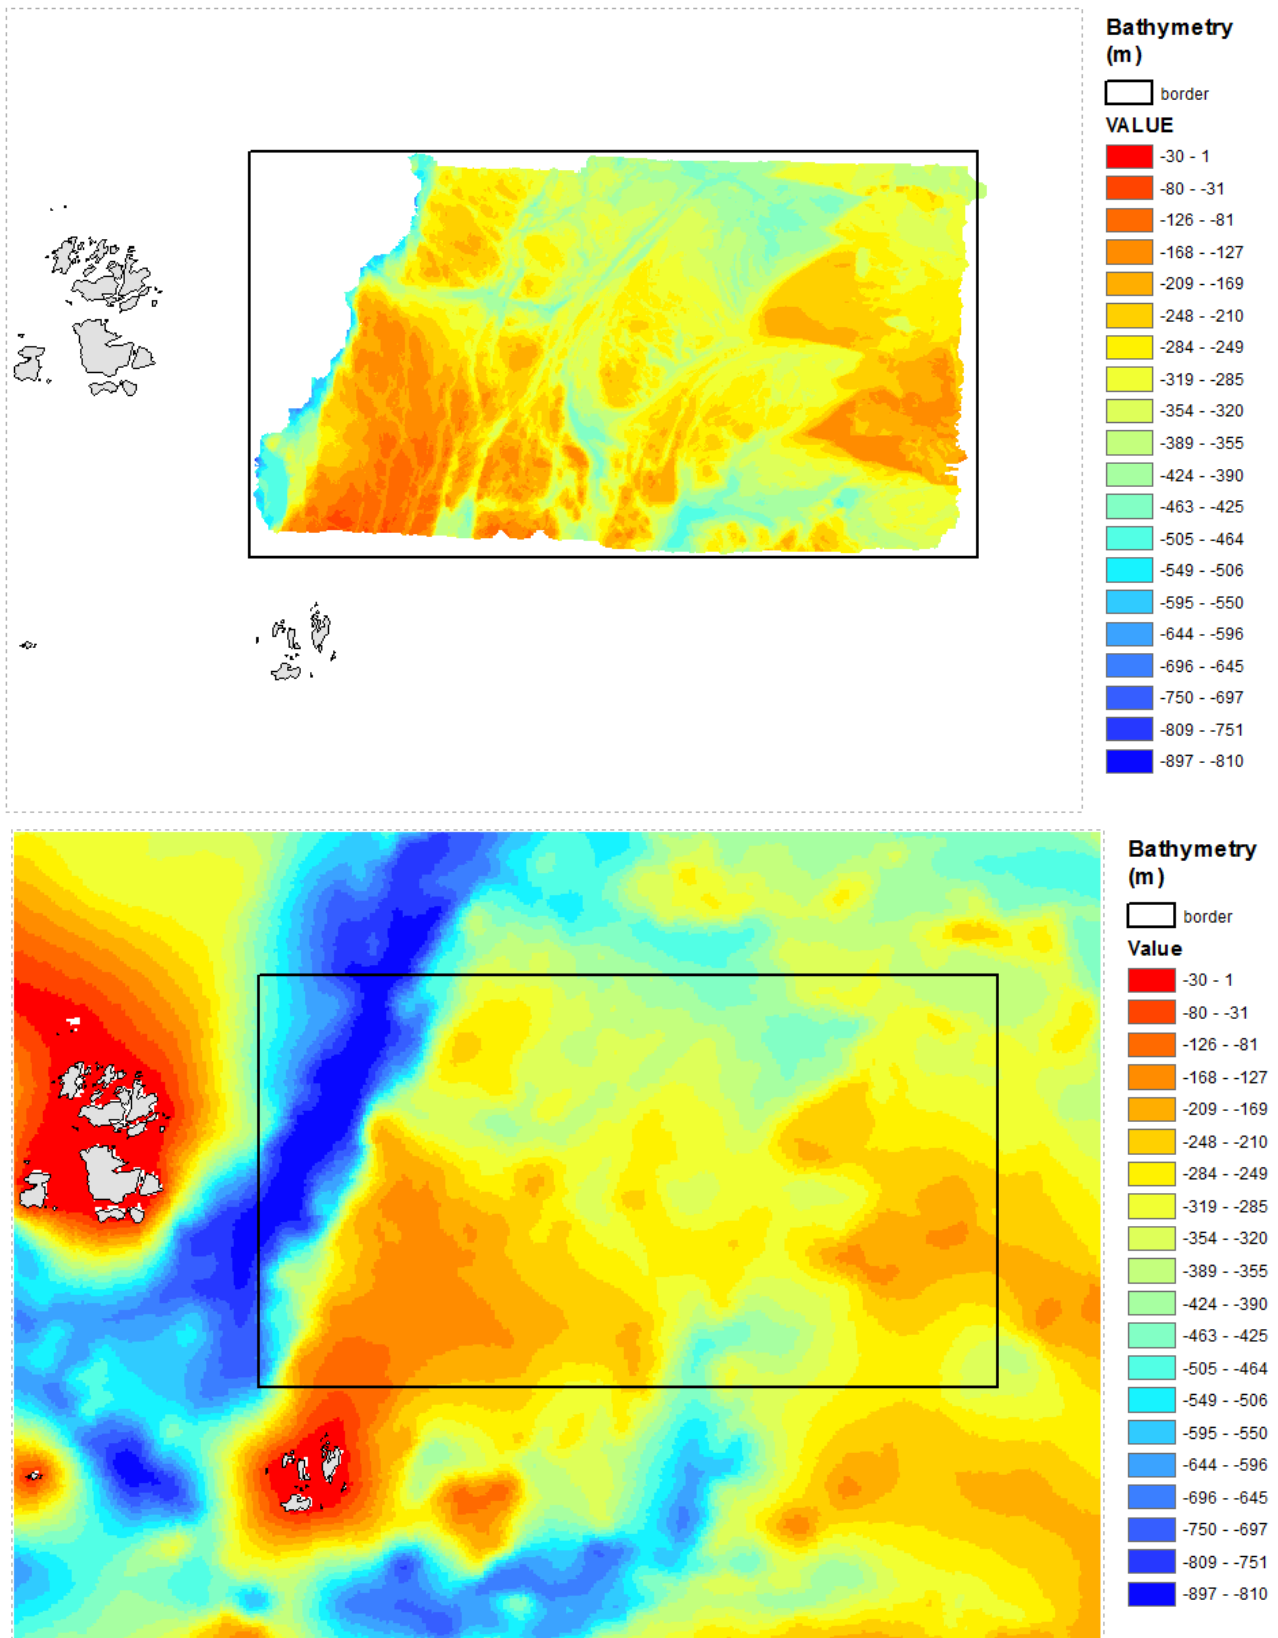 Bathymetry
(m)
border
VALUE
-30 - 1
-80 - -31
-126 - -81
-168 - -127
-209 - -169
-248 - -210
-284 - -249
-319 - -285
-354 - -320
-389 - -355
-424 - -390
-463 - -425
-505 - -464
-549 - -506
-595 - -550
-644 - -596
-696 - -645
-750 - -697
-809 - -751
-897 - -810
Bathymetry
(m)
border
Value
-30 - 1
-80 - -31
-126 - -81
-168 - -127
-209 - -169
-248 - -210
-284 - -249
-319 - -285
-354 - -320
-389 - -355
-424 - -390
-463 - -425
-505 - -464
-549 - -506
-595 - -550
-644 - -596
-696 - -645
-750 - -697
-809 - -751
-897 - -810